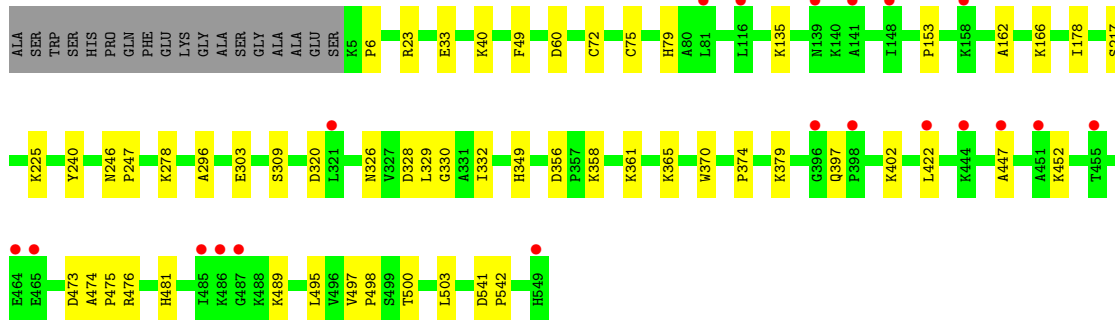 ALA SER TRP SER HIS PRO GLN PHE GLU LYS GLY ALA SER GLY ALA ALA GLU SER K5 P6 R23 E33 K40 F49 D60 C72 C75 H79 A80 L81 L116 K135 N139 K140 A141 I148 P153 K158 A162 K166 I178 S217
K225 Y240 N246 P247 K278 A296 E303 S309 D320 L321 N326 V327 D328 L329 G330 A331 I332 H349 D356 P357 K358 K361 K365 W370 P374 K379 G396 Q397 P398 K402 L422 K444 A447 A451 K452 T455
E464 E465 D473 A474 P475 R476 H481 I485 K486 G487 K488 K489 L495 V496 V497 P498 S499 T500 L503 D541 P542 H549